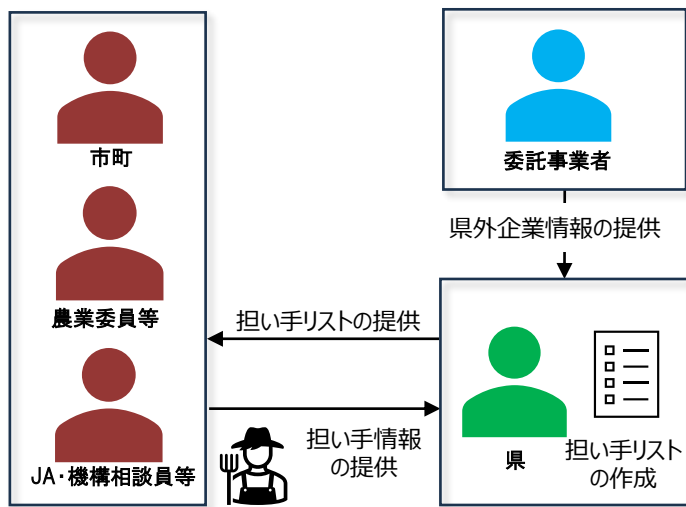 市町
農業委員等
JA・機構相談員等
委託事業者
県外企業情報の提供
担い手リストの提供
担い手情報
の提供
県
担い手リスト
の作成